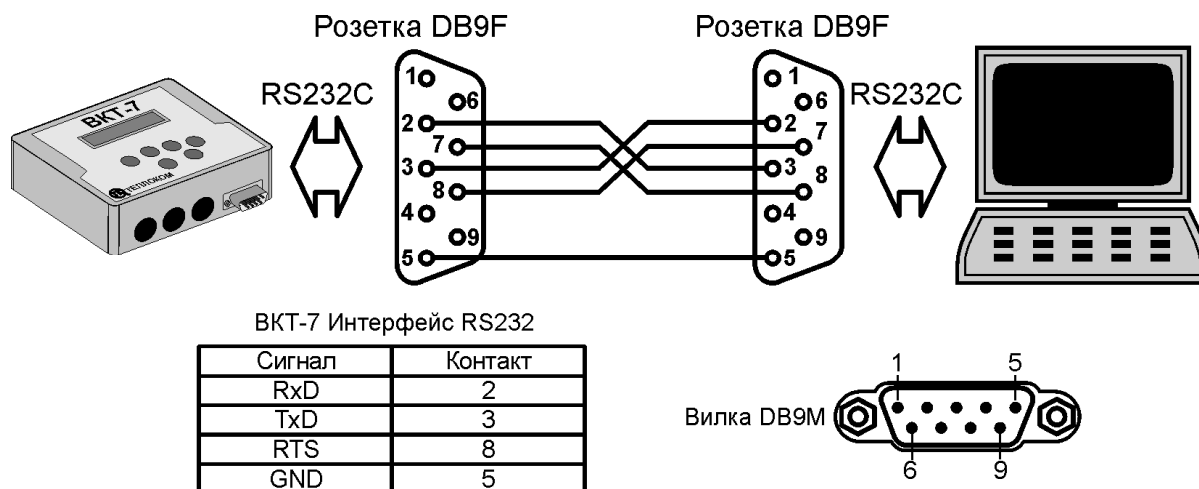 Розетка DB9F
Розетка DB9F
RS232C
RS232C
ВКТ-7
ТЕПЛОКОМ
1
6
2
7
3
8
4
9
5
1
6
2
7
3
8
4
9
5
ВКТ-7 Интерфейс RS232
Сигнал Контакт
RxD 2
TxD 3
RTS 8
GND 5
Вилка DB9M
1 5
6 9